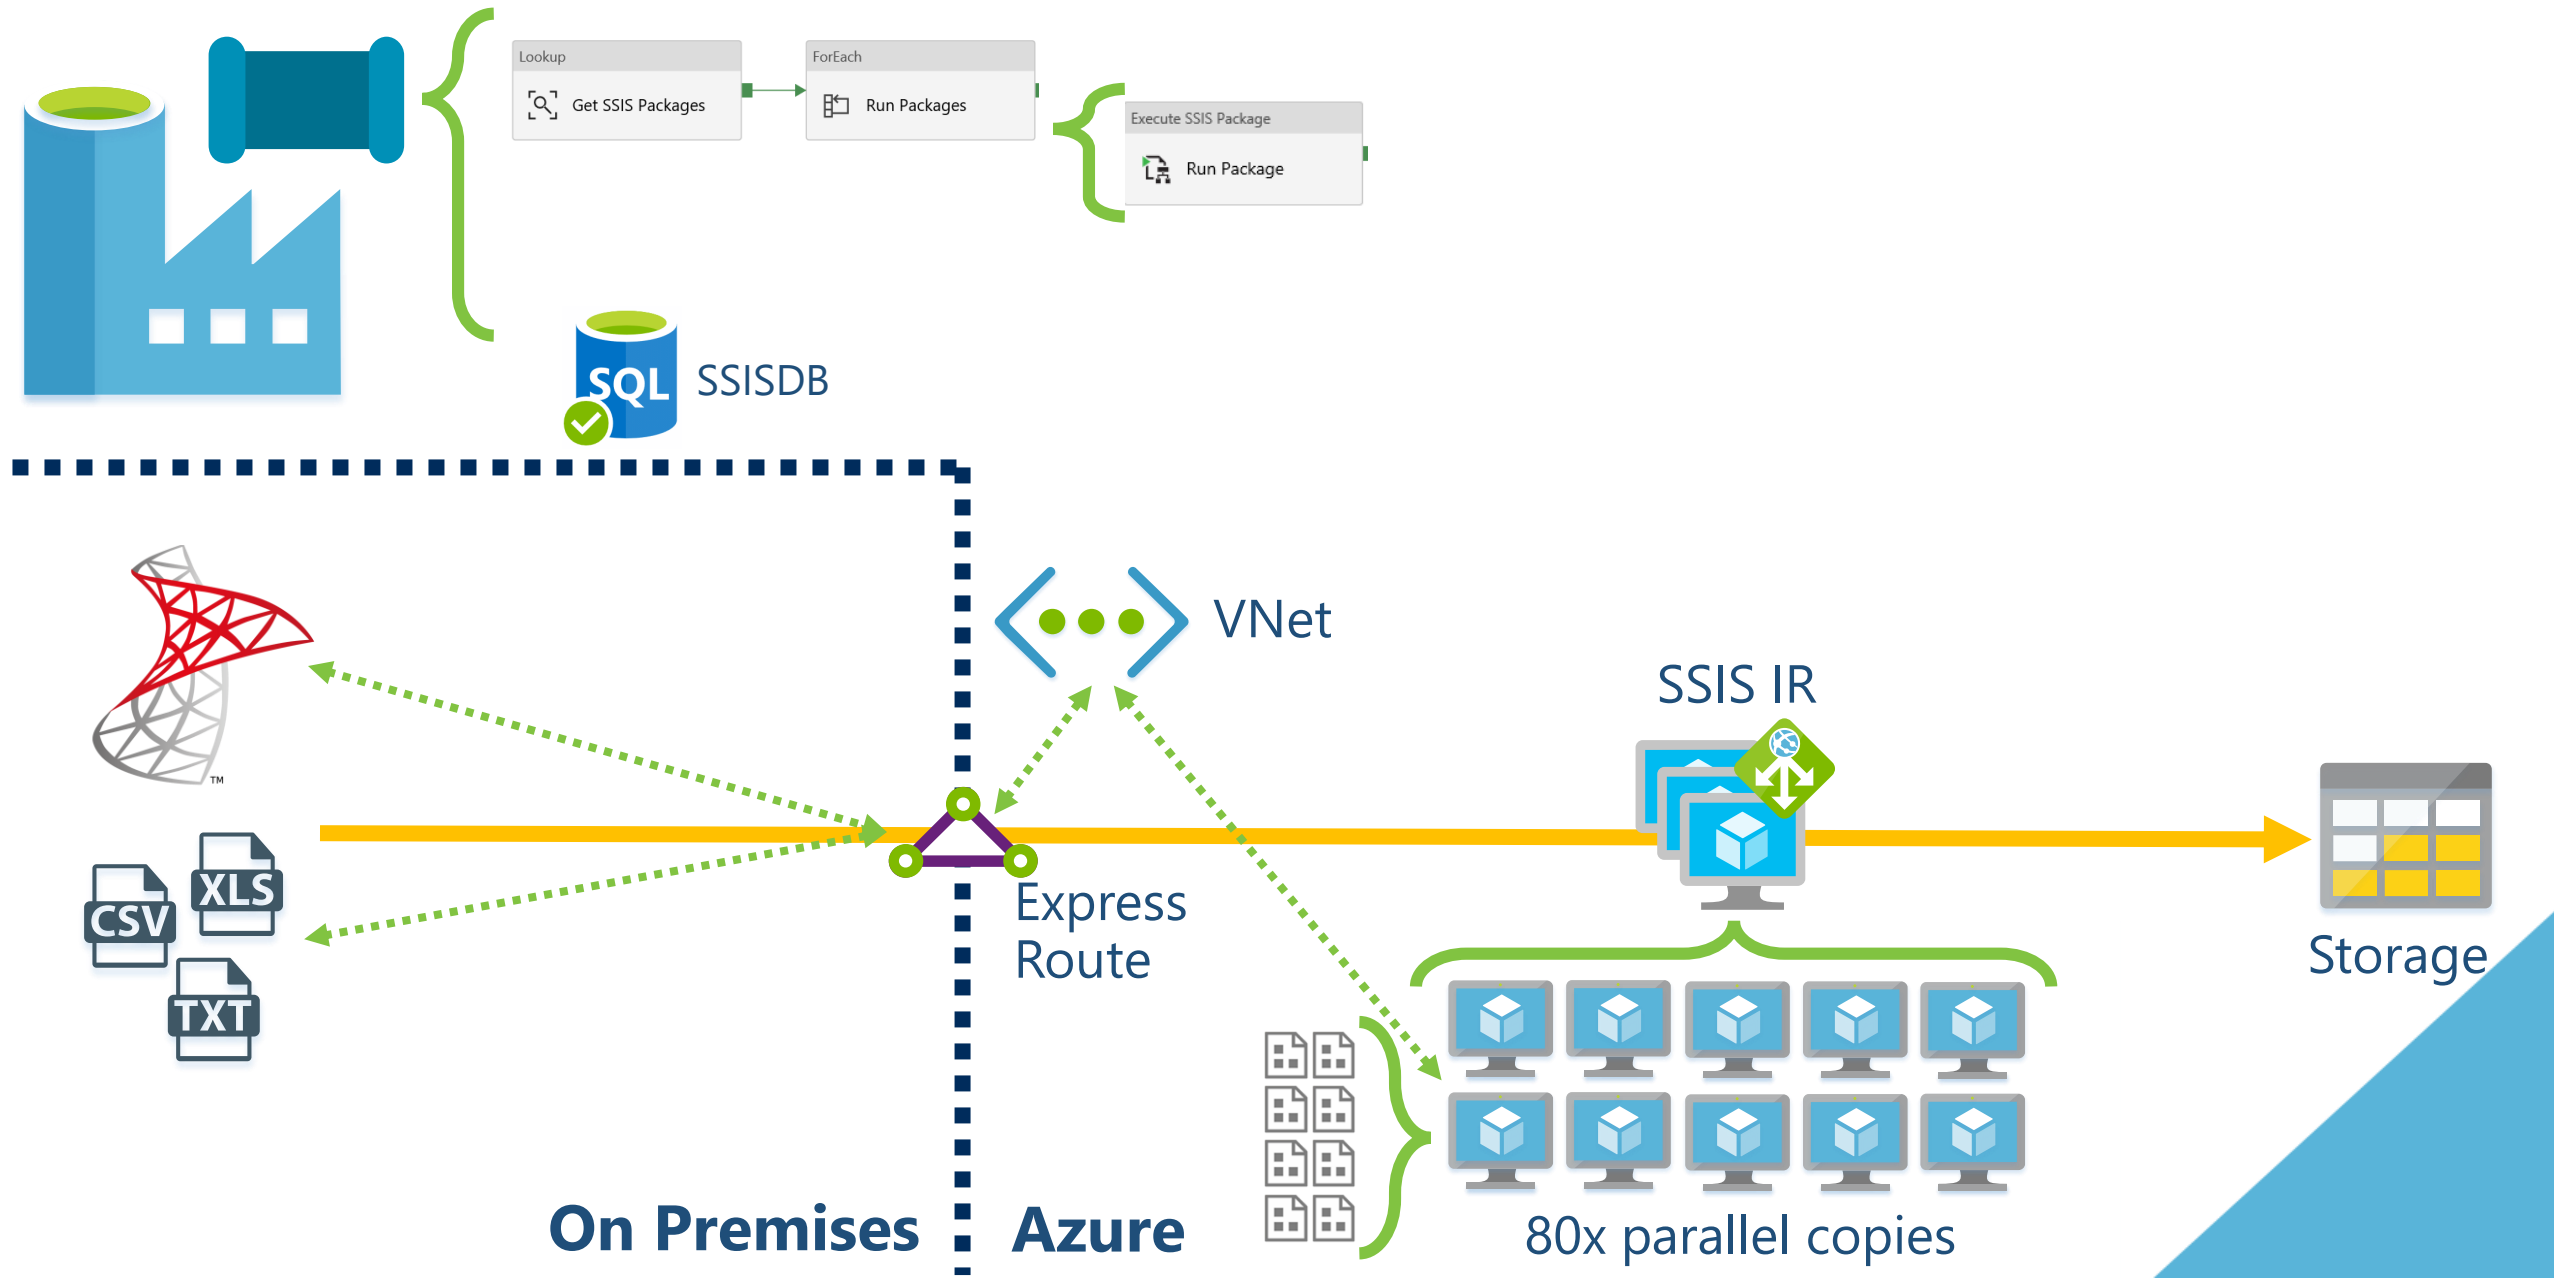 Lookup
Get SSIS Packages
ForEach
Run Packages
Execute SSIS Package
Run Package
SQL
SSISDB
VNet
SSIS IR
TM
XLS
CSV
TXT
Express
Route
Storage
On Premises
Azure
80x parallel copies